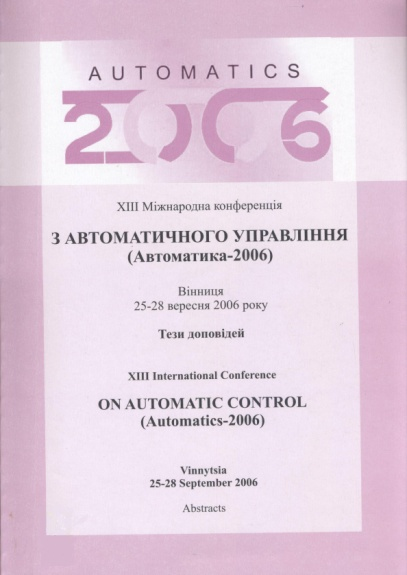 AUTOMATICS
2006
XIII Міжнародна конференція
З АВТОМАТИЧНОГО УПРАВЛІННЯ
(Автоматика-2006)
Вінниця
25-28 вересня 2006 року
Тези доповідей
XIII International Conference
ON AUTOMATIC CONTROL
(Automatics-2006)
Vinnytsia
25-28 September 2006
Abstracts